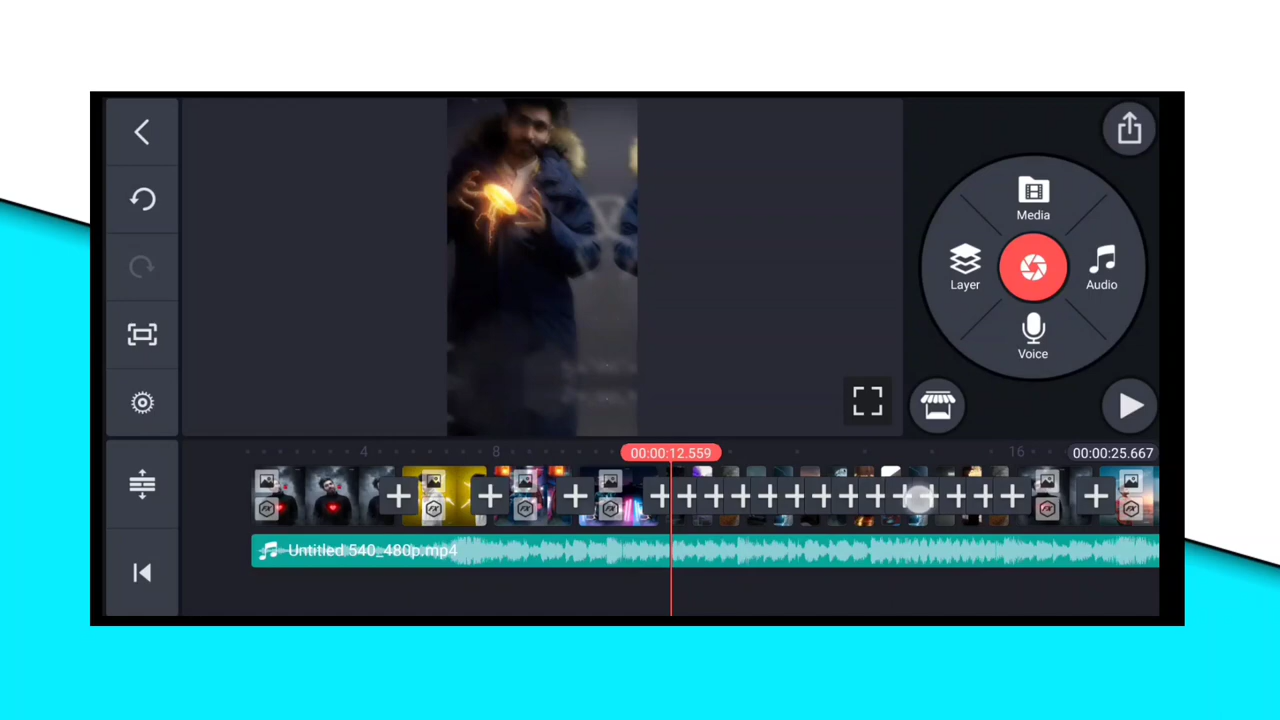 Media
Layer
Audio
Voice
4
8
00:00:12.559
16
00:00:25.667
Untitled 540_480p.mp4